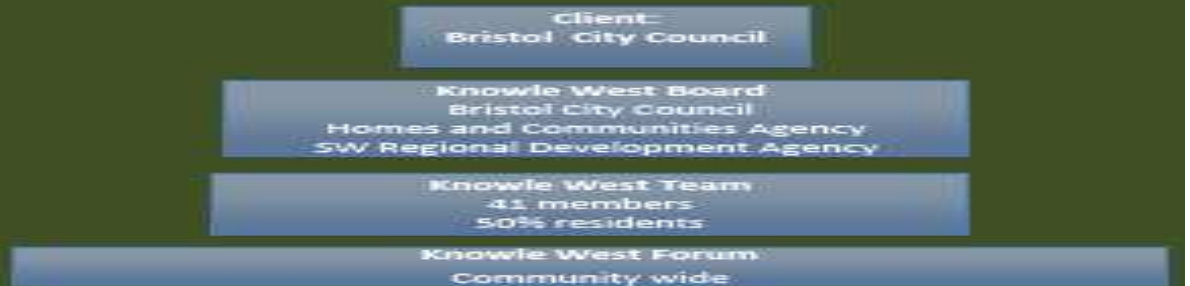 Client:
Bristol City Council
Knowle West Board
Bristol City Council
Homes and Communities Agency
SW Regional Development Agency
Knowle West Team
41 members
50% residents
Knowle West Forum
Community wide